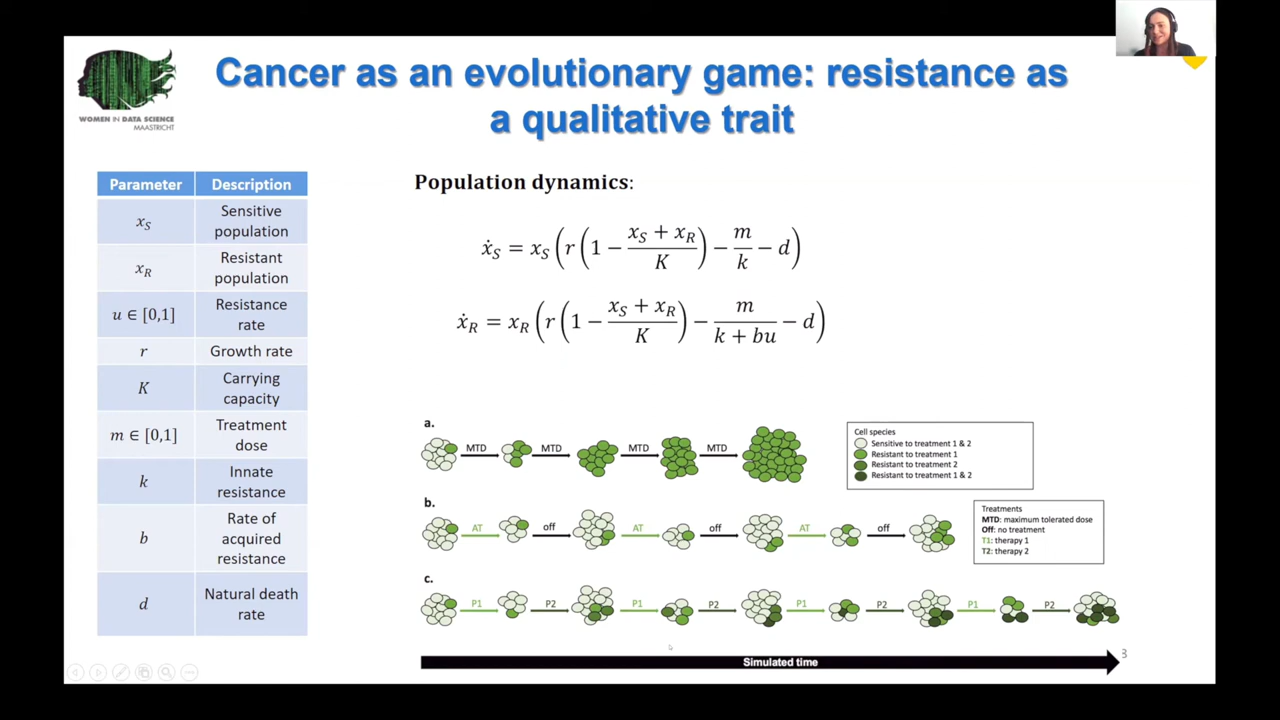 WOMEN IN DATA SCIENCE
MAASTRICHT
Cancer as an evolutionary game: resistance as
a qualitative trait
Parameter Description
x_S Sensitive population
x_R Resistant population
u ∈ [0,1] Resistance rate
r Growth rate
K Carrying capacity
m ∈ [0,1] Treatment dose
k Innate resistance
b Rate of acquired resistance
d Natural death rate
Population dynamics:
ẋ_S = x_S ( r ( 1 − (x_S + x_R)/K ) − m/k − d )
ẋ_R = x_R ( r ( 1 − (x_S + x_R)/K ) − m/(k + bu) − d )
a.
MTD MTD MTD MTD
Cell species
Sensitive to treatment 1 & 2
Resistant to treatment 1
Resistant to treatment 2
Resistant to treatment 1 & 2
b.
AT off AT off AT off
Treatments
MTD: maximum tolerated dose
Off: no treatment
T1: therapy 1
T2: therapy 2
c.
P1 P2 P1 P2 P1 P2 P1 P2
Simulated time